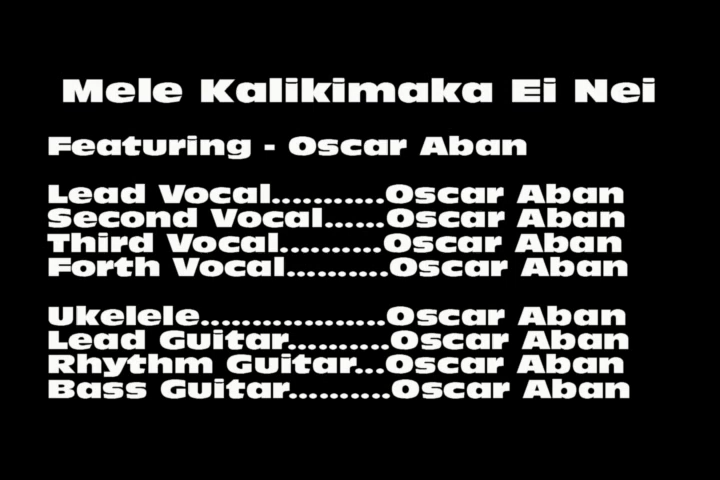 Mele Kalikimaka Ei Nei
Featuring - Oscar Aban
Lead Vocal...........Oscar Aban
Second Vocal......Oscar Aban
Third Vocal..........Oscar Aban
Forth Vocal..........Oscar Aban
Ukelele..................Oscar Aban
Lead Guitar..........Oscar Aban
Rhythm Guitar...Oscar Aban
Bass Guitar..........Oscar Aban